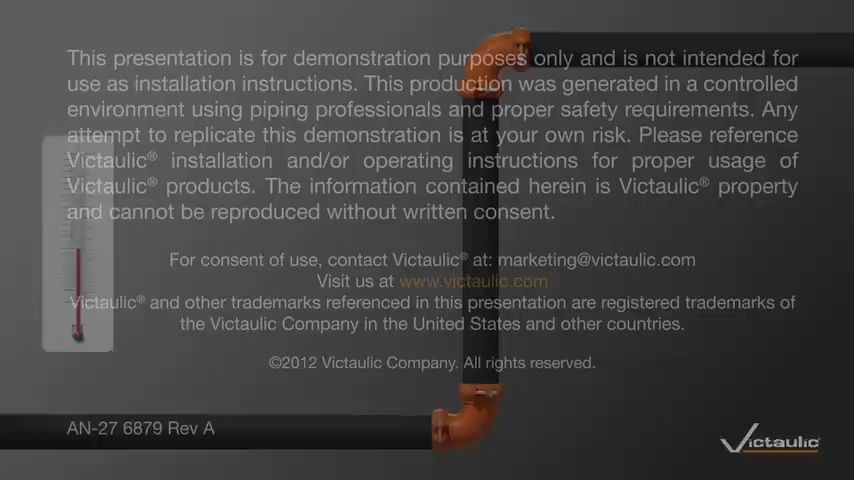 This presentation is for demonstration purposes only and is not intended for
use as installation instructions. This production was generated in a controlled
environment using piping professionals and proper safety requirements. Any
attempt to replicate this demonstration is at your own risk. Please reference
Victaulic® installation and/or operating instructions for proper usage of
Victaulic® products. The information contained herein is Victaulic® property
and cannot be reproduced without written consent.
For consent of use, contact Victaulic® at: marketing@victaulic.com
Visit us at www.victaulic.com
Victaulic® and other trademarks referenced in this presentation are registered trademarks of
the Victaulic Company in the United States and other countries.
©2012 Victaulic Company. All rights reserved.
AN-27 6879 Rev A
Victaulic